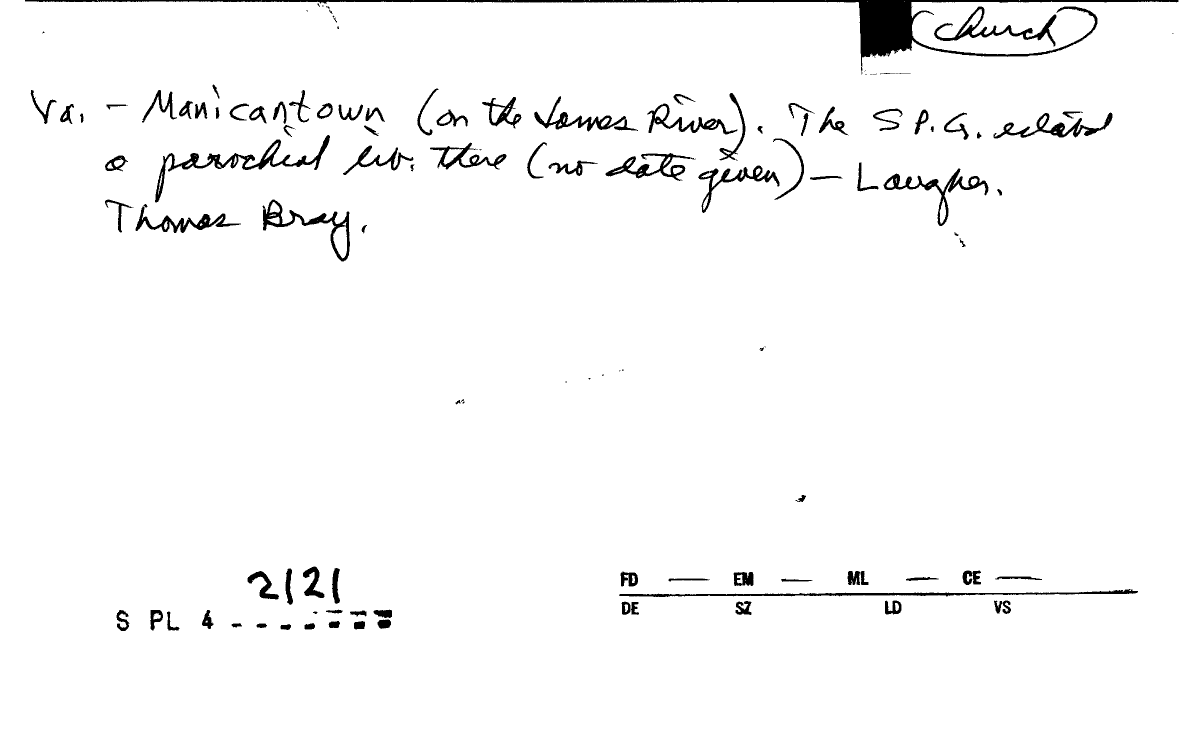 Church
Va. - Manicantown (on the James River). The S P.G. estabd
a parochial lib. there (no date given) - Laugher.
Thomas Bray.
2121
S PL 4
FD — EM — ML — CE —
DE SZ LD VS